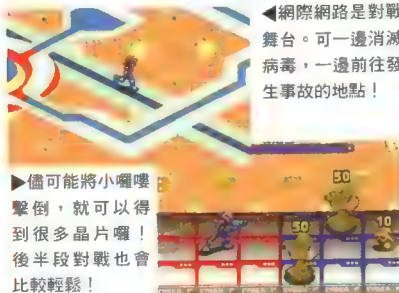 ◀網際網路是對戰
舞台。可一邊消滅
病毒，一邊前往發
生事故的地點！
▶儘可能將小囉嘍
擊倒，就可以得
到很多晶片囉！
後半段對戰也會
比較輕鬆！
50
50
10